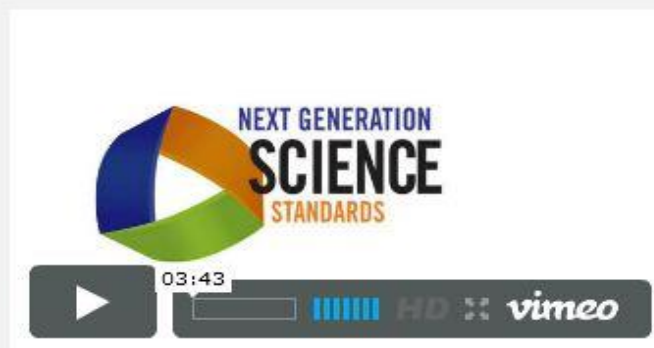 NEXT GENERATION
SCIENCE
STANDARDS
03:43
HD vimeo